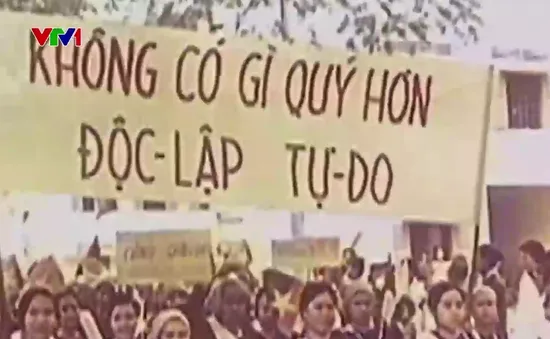 VTV1
KHÔNG CÓ GÌ QUÝ HƠN
ĐỘC-LẬP TỰ-DO